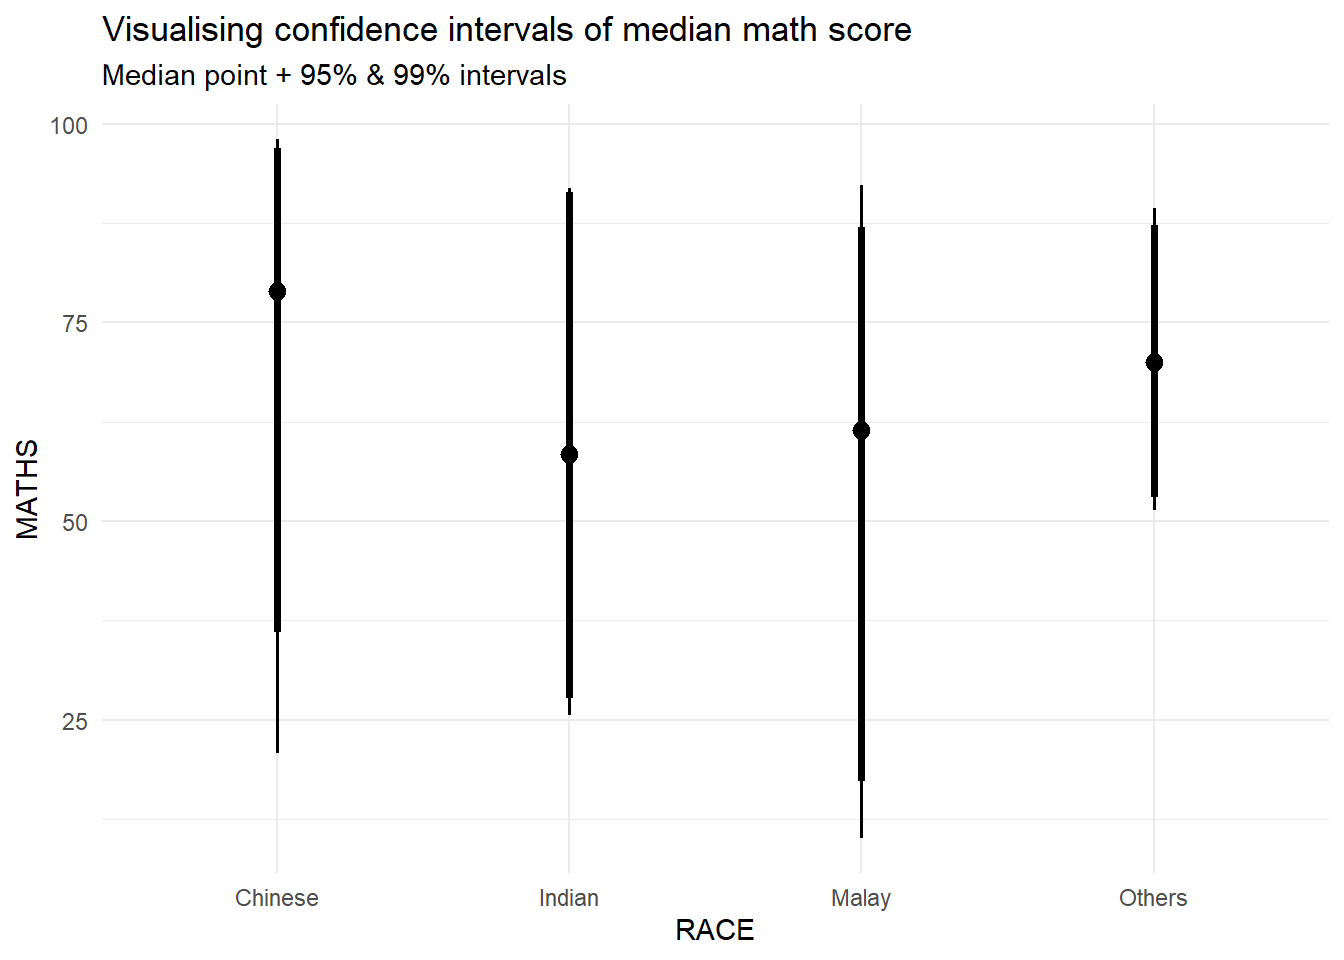 Visualising confidence intervals of median math score
Median point + 95% & 99% intervals
MATHS
100
75
50
25
Chinese Indian Malay Others
RACE